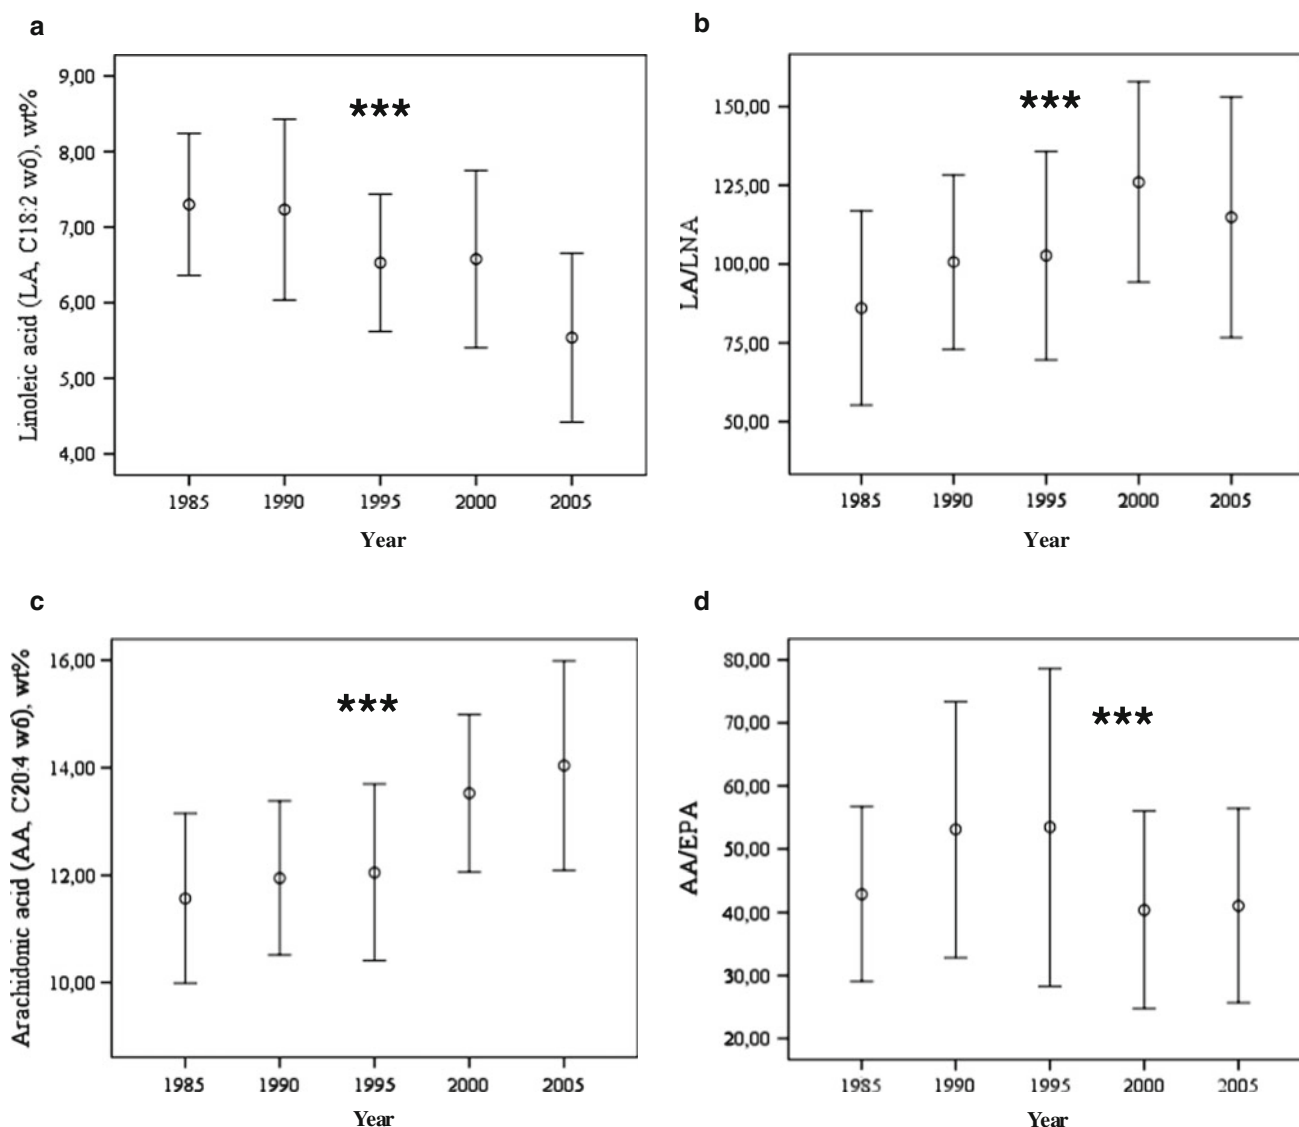 a
Linoleic acid (LA, C18:2 w6), wt%
9,00
8,00
7,00
6,00
5,00
4,00
***
1985 1990 1995 2000 2005
Year
b
LA/LNA
150,00
125,00
100,00
75,00
50,00
***
1985 1990 1995 2000 2005
Year
c
Arachidonic acid (AA, C20:4 w6), wt%
16,00
14,00
12,00
10,00
***
1985 1990 1995 2000 2005
Year
d
AA/EPA
80,00
70,00
60,00
50,00
40,00
30,00
20,00
***
1985 1990 1995 2000 2005
Year